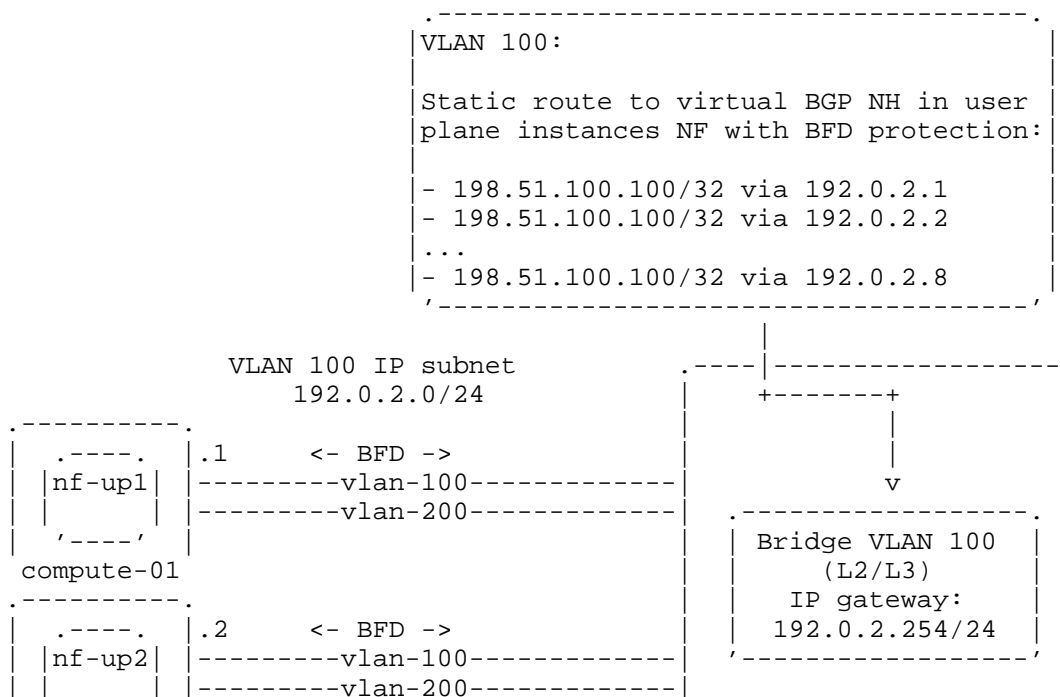 VLAN 100:
Static route to virtual BGP NH in user
plane instances NF with BFD protection:
- 198.51.100.100/32 via 192.0.2.1
- 198.51.100.100/32 via 192.0.2.2
...
- 198.51.100.100/32 via 192.0.2.8
VLAN 100 IP subnet
192.0.2.0/24
.1 <- BFD ->
nf-up1 vlan-100
vlan-200
compute-01
Bridge VLAN 100
(L2/L3)
IP gateway:
192.0.2.254/24
.2 <- BFD ->
nf-up2 vlan-100
vlan-200